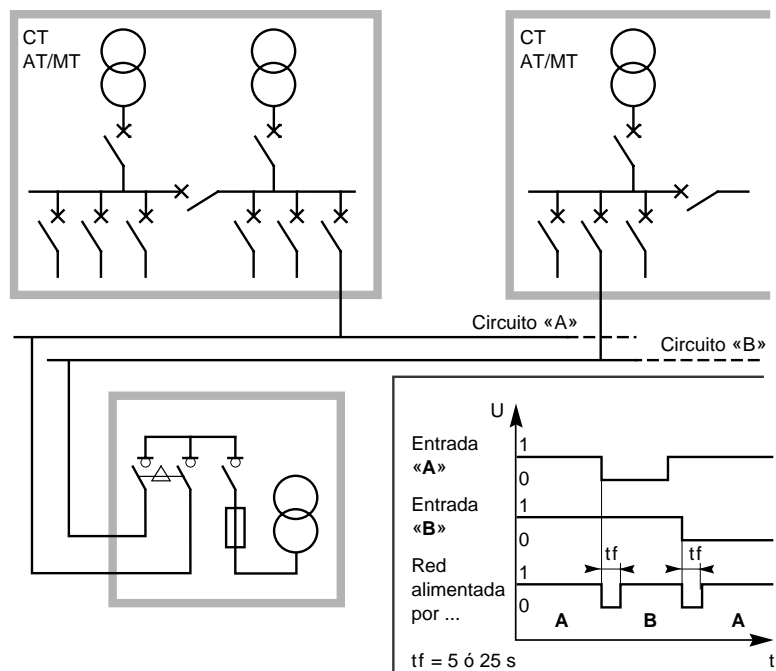 CT
AT/MT
CT
AT/MT
Circuito «A»
Circuito «B»
U
Entrada
«A»
1
0
Entrada
«B»
1
0
Red
alimentada
por ...
1
0
tf
tf
A
B
A
tf = 5 ó 25 s
t